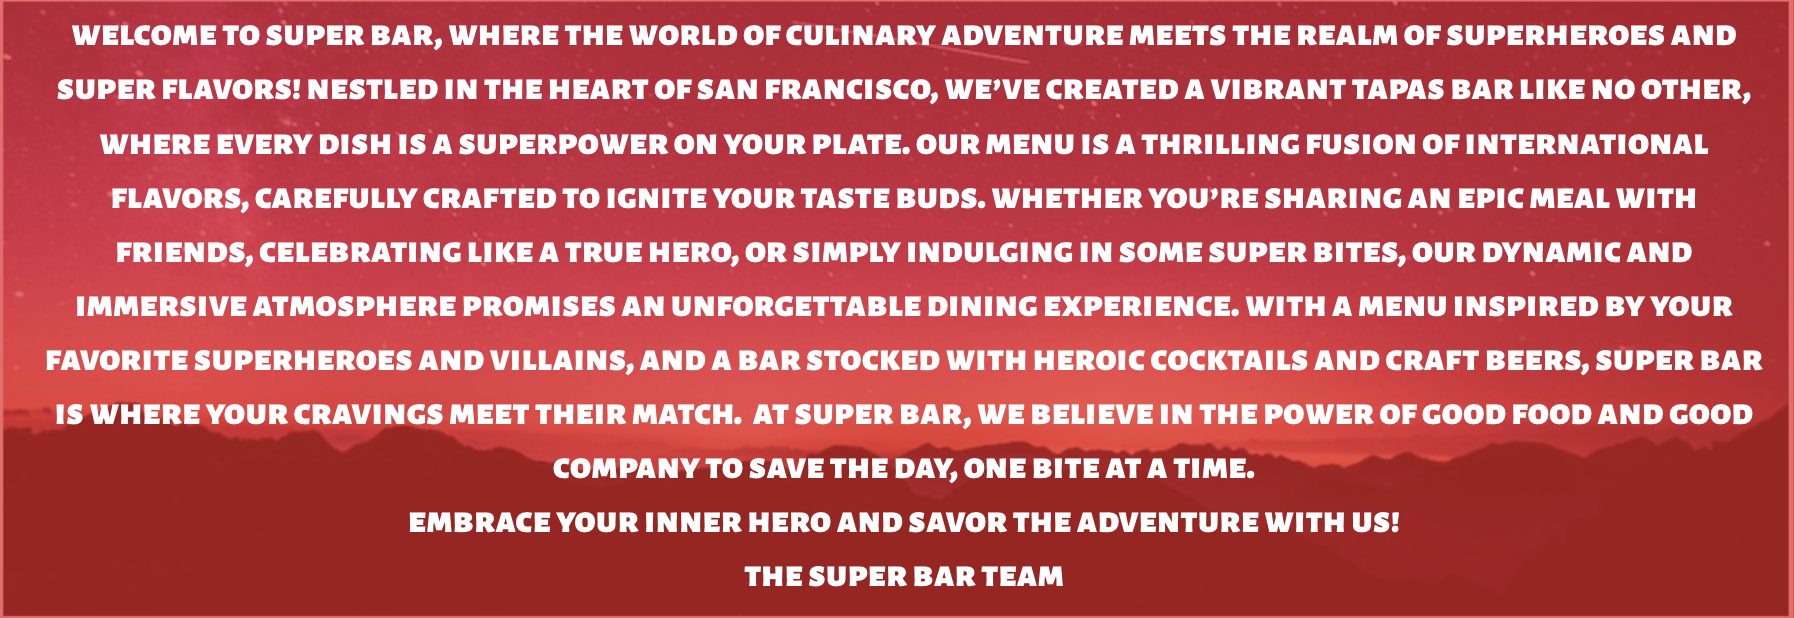 WELCOME TO SUPER BAR, WHERE THE WORLD OF CULINARY ADVENTURE MEETS THE REALM OF SUPERHEROES AND
SUPER FLAVORS! NESTLED IN THE HEART OF SAN FRANCISCO, WE’VE CREATED A VIBRANT TAPAS BAR LIKE NO OTHER,
WHERE EVERY DISH IS A SUPERPOWER ON YOUR PLATE. OUR MENU IS A THRILLING FUSION OF INTERNATIONAL
FLAVORS, CAREFULLY CRAFTED TO IGNITE YOUR TASTE BUDS. WHETHER YOU’RE SHARING AN EPIC MEAL WITH
FRIENDS, CELEBRATING LIKE A TRUE HERO, OR SIMPLY INDULGING IN SOME SUPER BITES, OUR DYNAMIC AND
IMMERSIVE ATMOSPHERE PROMISES AN UNFORGETTABLE DINING EXPERIENCE. WITH A MENU INSPIRED BY YOUR
FAVORITE SUPERHEROES AND VILLAINS, AND A BAR STOCKED WITH HEROIC COCKTAILS AND CRAFT BEERS, SUPER BAR
IS WHERE YOUR CRAVINGS MEET THEIR MATCH. AT SUPER BAR, WE BELIEVE IN THE POWER OF GOOD FOOD AND GOOD
COMPANY TO SAVE THE DAY, ONE BITE AT A TIME.
EMBRACE YOUR INNER HERO AND SAVOR THE ADVENTURE WITH US!
THE SUPER BAR TEAM